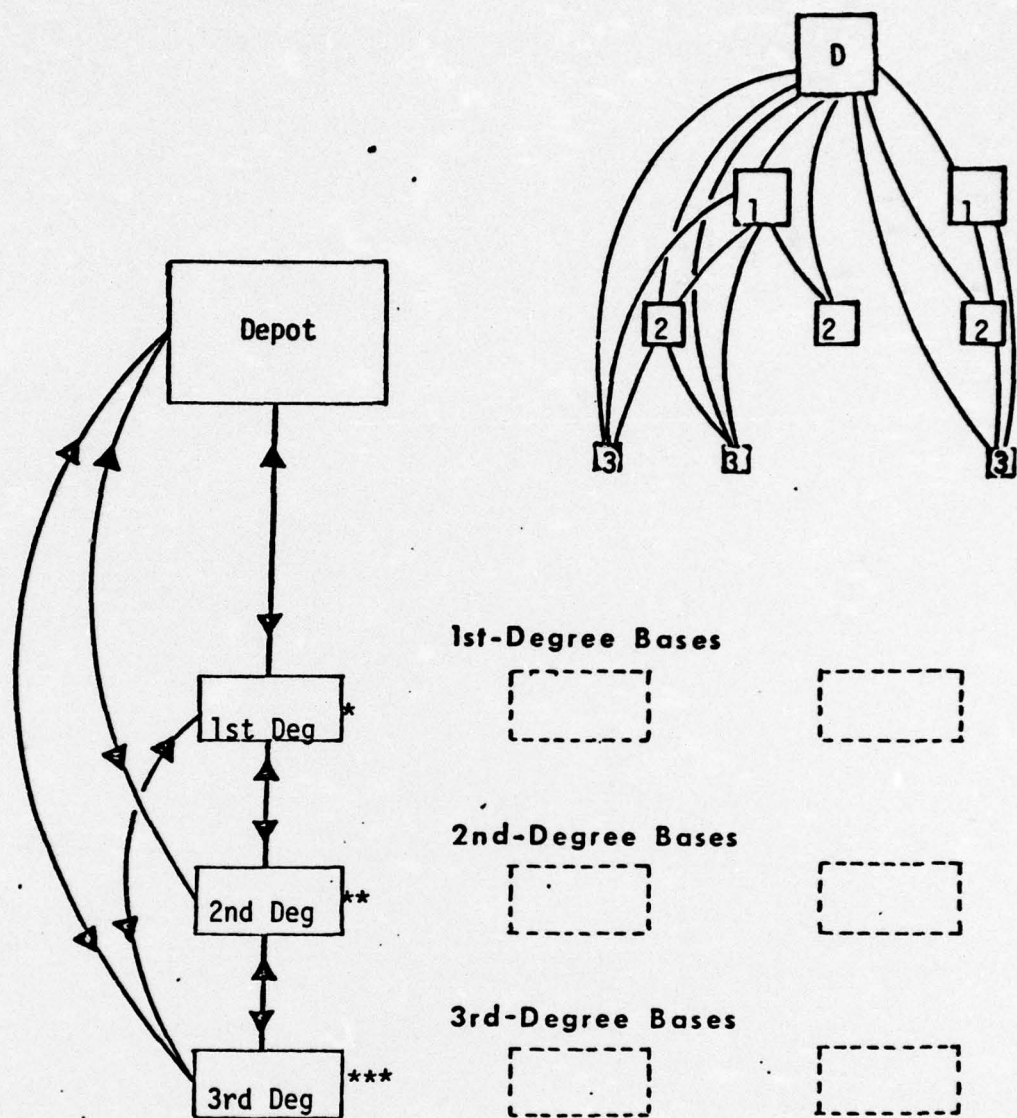 D
1
1
Depot
2
2
2
3
3
3
1st-Degree Bases
1st Deg *
2nd-Degree Bases
2nd Deg **
3rd-Degree Bases
3rd Deg ***